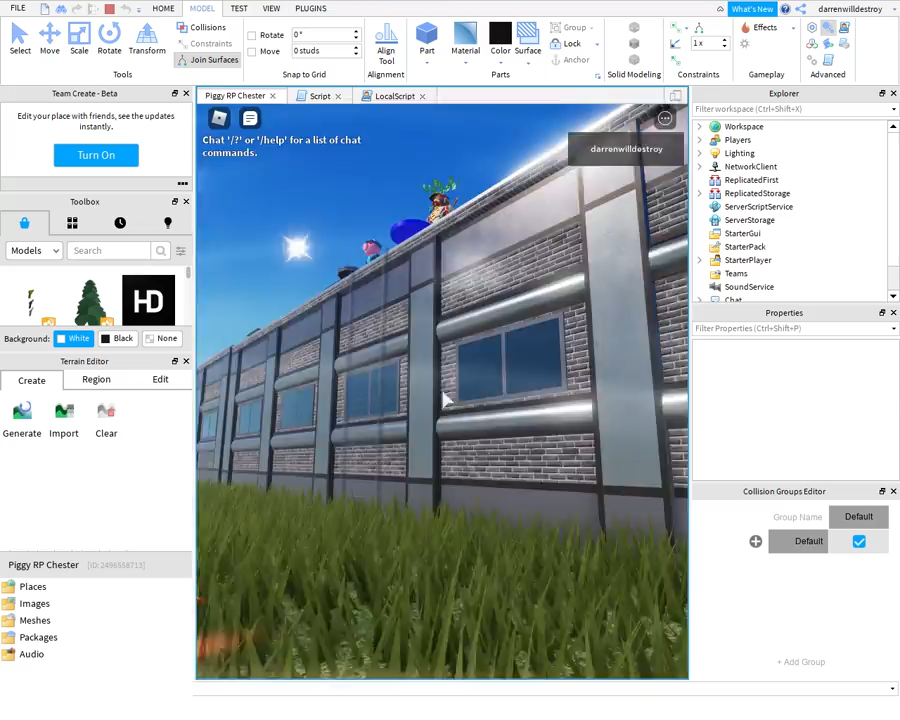 FILE HOME MODEL TEST VIEW PLUGINS What's New darrenwilldestroy
Select Move Scale Rotate Transform
Collisions
Constraints
Join Surfaces
Tools
Rotate 0°
Move 0 studs
Snap to Grid
Align Tool
Alignment
Part Material Color Surface
Group
Lock
Anchor
Parts
Solid Modeling
1 x
Constraints
Effects
Gameplay
Advanced
Team Create - Beta
Edit your place with friends, see the updates
instantly.
Turn On
Toolbox
Models Search
HD
Background: White Black None
Terrain Editor
Create Region Edit
Generate Import Clear
Piggy RP Chester [ID: 2496558713]
Places
Images
Meshes
Packages
Audio
Piggy RP Chester Script LocalScript
Chat '/?' or '/help' for a list of chat
commands.
darrenwilldestroy
Explorer
Filter workspace (Ctrl+Shift+X)
Workspace
Players
Lighting
NetworkClient
ReplicatedFirst
ReplicatedStorage
ServerScriptService
ServerStorage
StarterGui
StarterPack
StarterPlayer
Teams
SoundService
Chat
Properties
Filter Properties (Ctrl+Shift+P)
Collision Groups Editor
Group Name Default
Default
+ Add Group